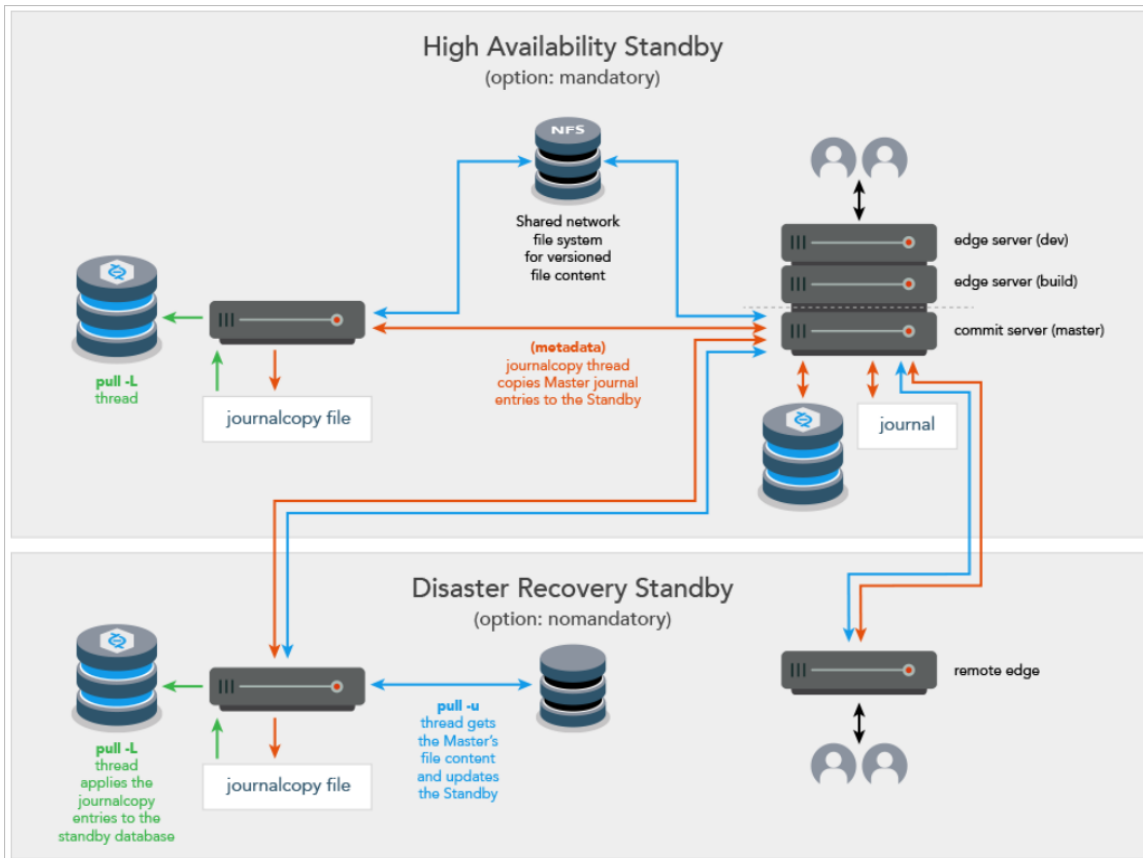 High Availability Standby
(option: mandatory)
NFS
Shared network
file system
for versioned
file content
edge server (dev)
edge server (build)
commit server (master)
pull -L
thread
journalcopy file
(metadata)
journalcopy thread
copies Master journal
entries to the Standby
journal
Disaster Recovery Standby
(option: nomandatory)
pull -L
thread
applies the
journalcopy
entries to the
standby database
journalcopy file
pull -u
thread gets
the Master's
file content
and updates
the Standby
remote edge